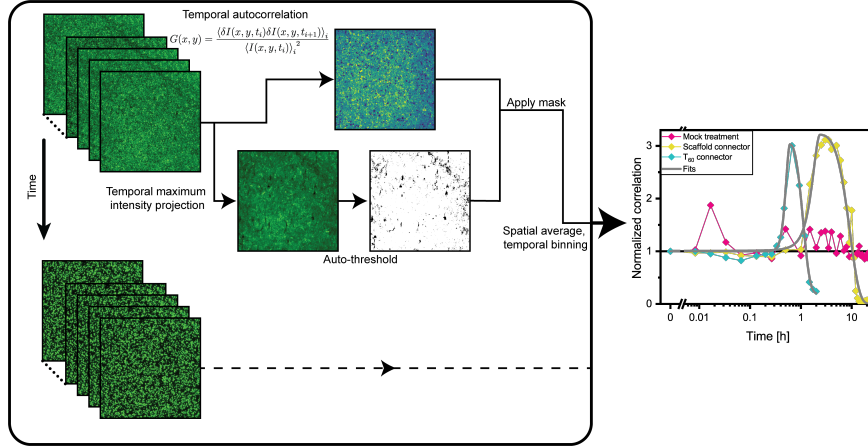 Temporal autocorrelation
G(x, y) = ⟨δI(x, y, t_i)δI(x, y, t_{i+1})⟩_i / ⟨I(x, y, t_i)⟩_i²
Apply mask
Time
Temporal maximum
intensity projection
Auto-threshold
Spatial average,
temporal binning
Mock treatment
Scaffold connector
T₆₀ connector
Fits
Normalized correlation
3
2
1
0
0
0.01
0.1
1
10
Time [h]